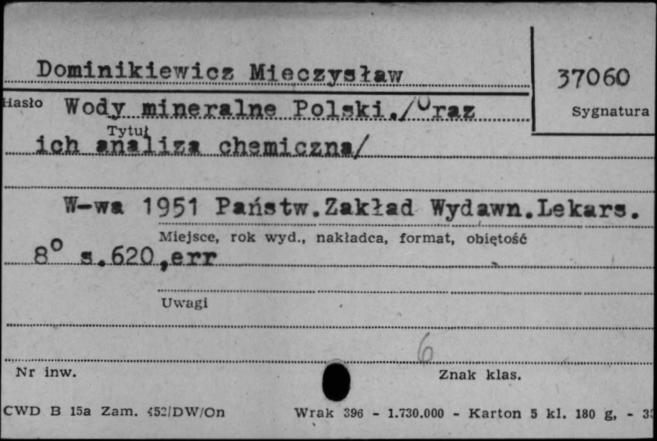 Dominikiewicz Mieczysław
37060
Hasło
Sygnatura
Wody mineralne Polski./Oraz
Tytuł
ich analiza chemiczna/
W-wa 1951 Państw.Zakład Wydawn.Lekars.
Miejsce, rok wyd., nakładca, format, objętość
8° s.620,err
Uwagi
6
Nr inw.
Znak klas.
CWD B 15a Zam. 452/DW/On
Wrak 396 - 1.730.000 - Karton 5 kl. 180 g, -